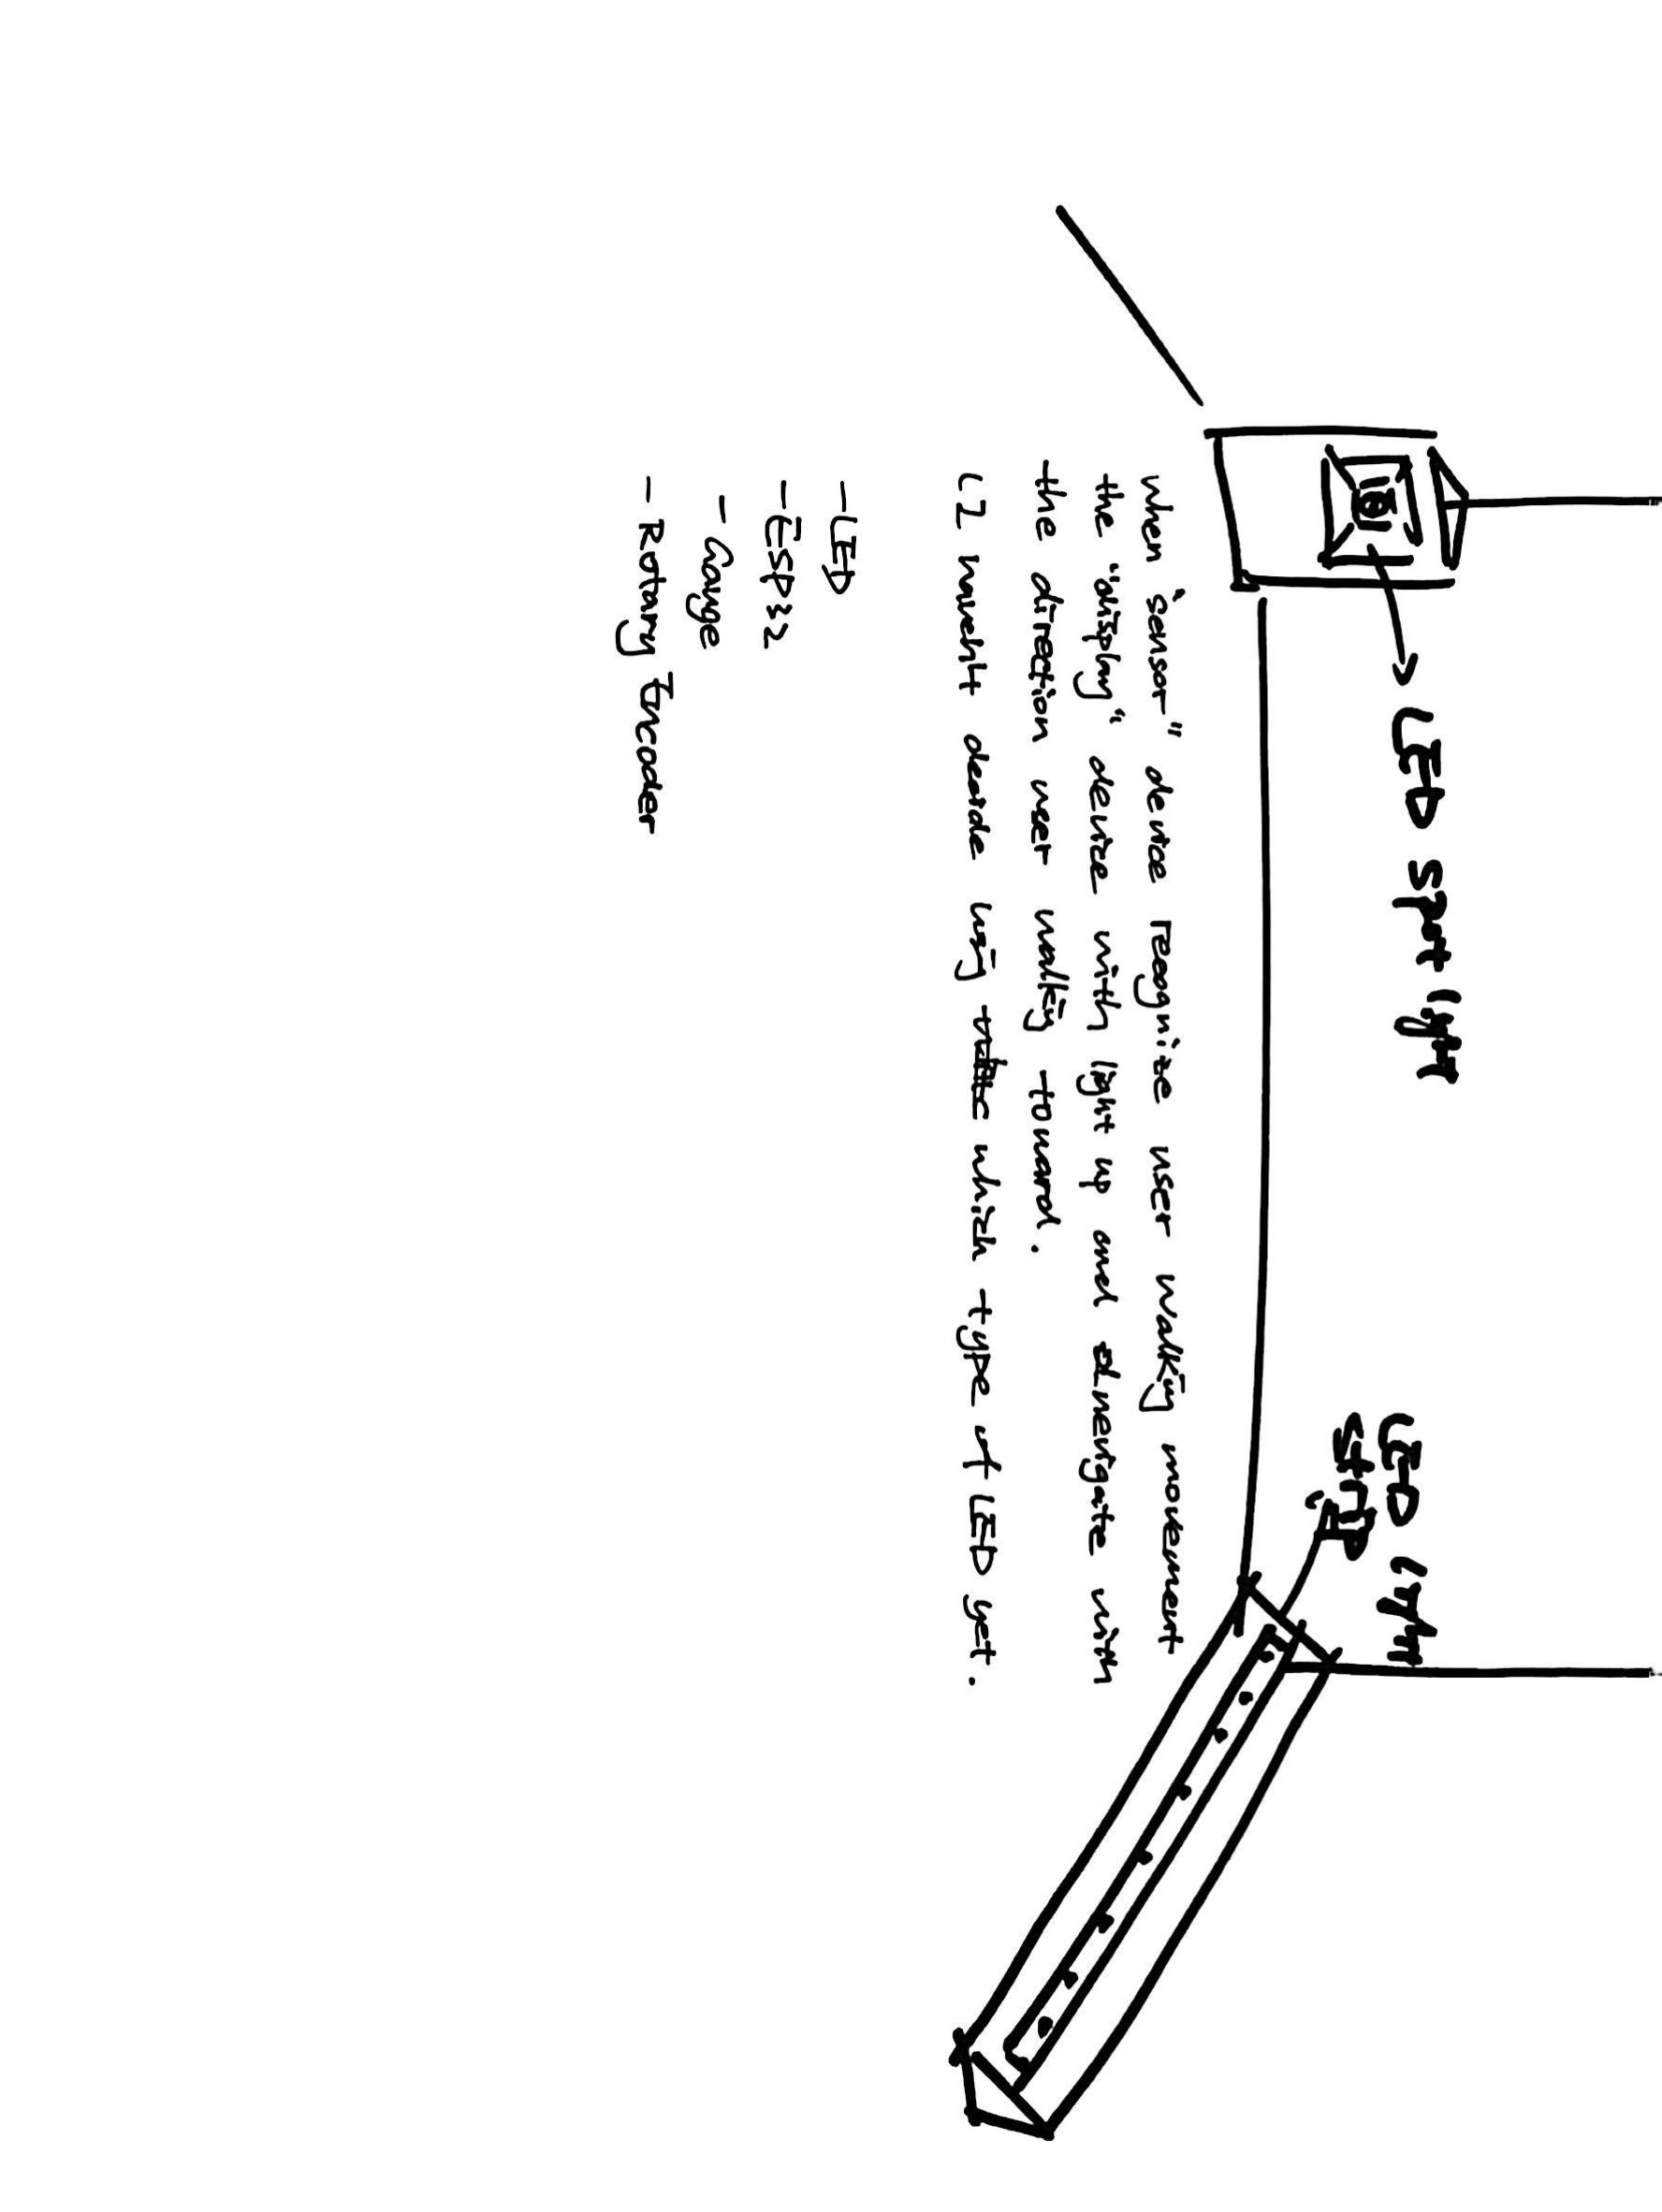 LED Spot light
LED light
strip
when "sensor" device recognize user walking movement
the "display" device with light up and with
the direction user walking toward.
(I haven't decide using which type of LED yet.
- LED
- ESP32
- Gauge
- Rotary Encoder